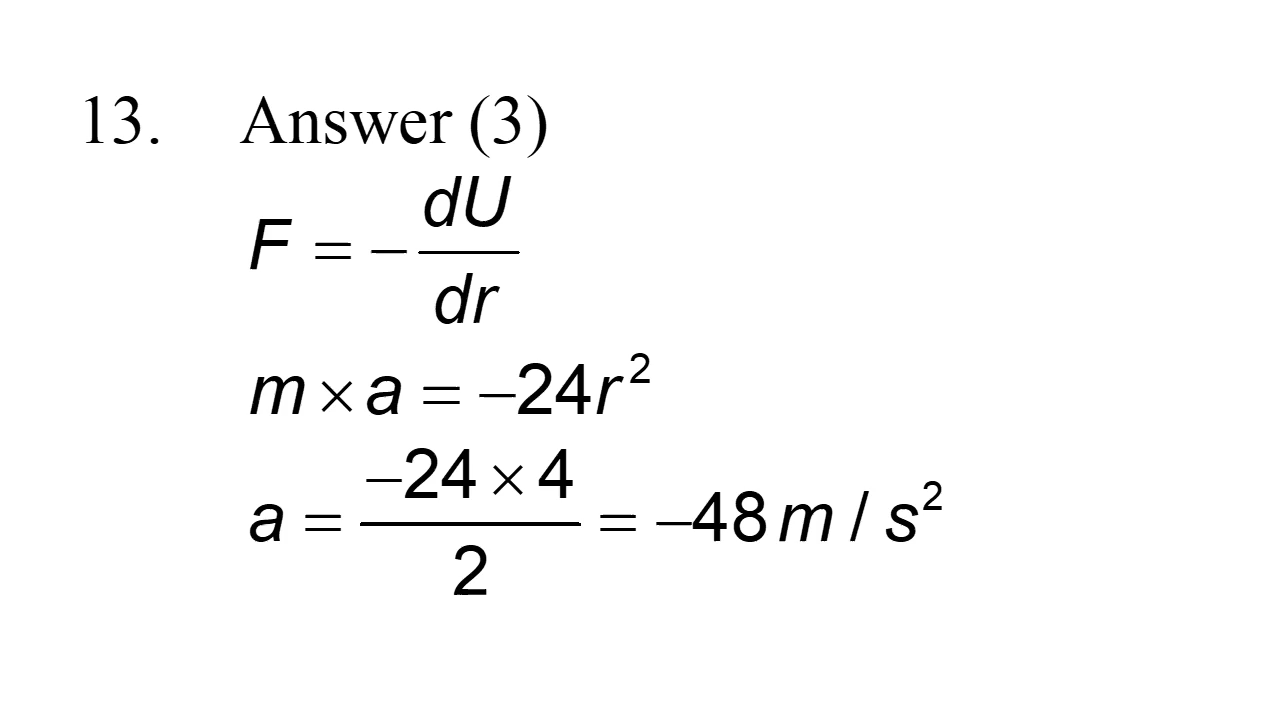 13. Answer (3)
F = −dU/dr
m × a = −24r²
a = (−24 × 4)/2 = −48 m / s²